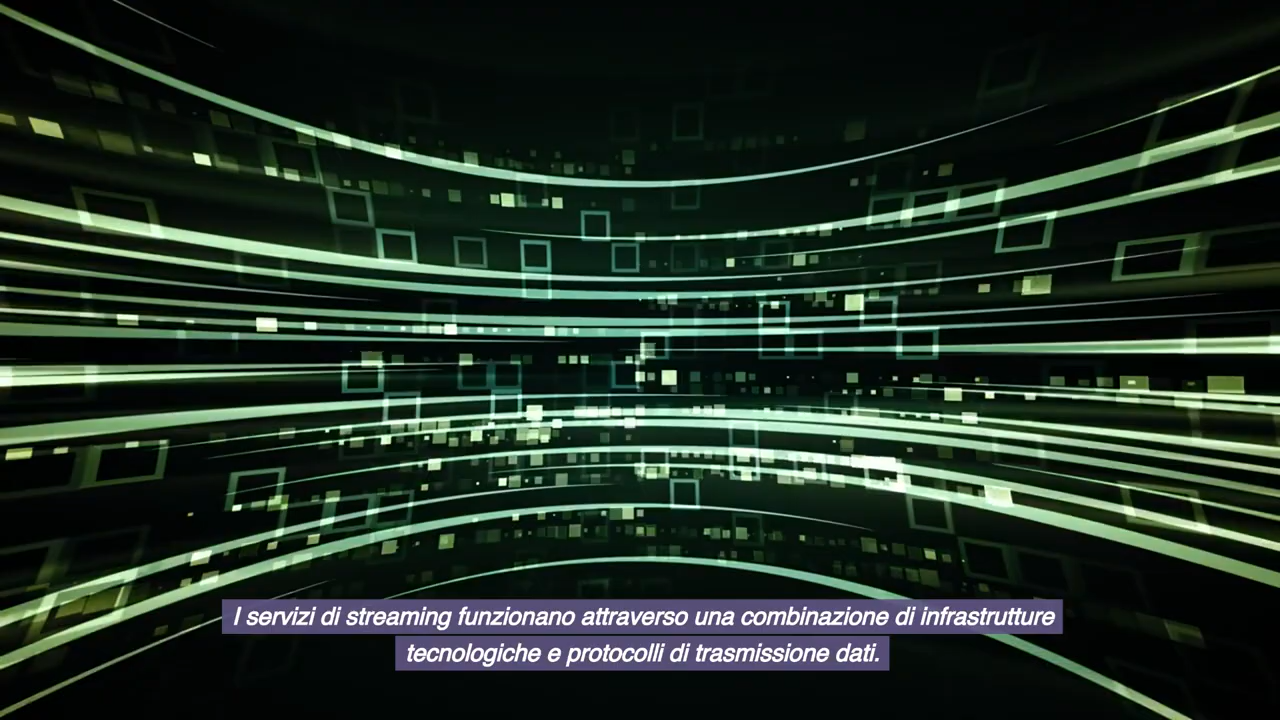 I servizi di streaming funzionano attraverso una combinazione di infrastrutture
tecnologiche e protocolli di trasmissione dati.